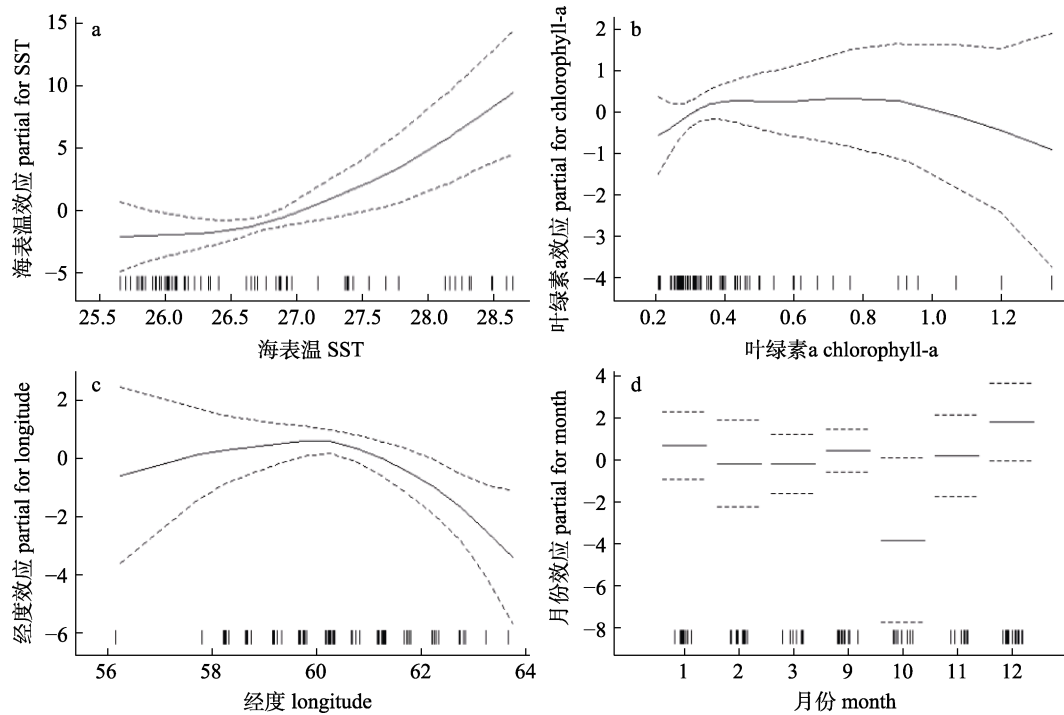 a
海表温效应 partial for SST
15
10
5
0
−5
25.5 26.0 26.5 27.0 27.5 28.0 28.5
海表温 SST
b
叶绿素a效应 partial for chlorophyll-a
2
1
0
−1
−2
−3
−4
0.2 0.4 0.6 0.8 1.0 1.2
叶绿素a chlorophyll-a
c
经度效应 partial for longitude
2
0
−2
−4
−6
56 58 60 62 64
经度 longitude
d
月份效应 partial for month
4
2
0
−2
−4
−6
−8
1 2 3 9 10 11 12
月份 month